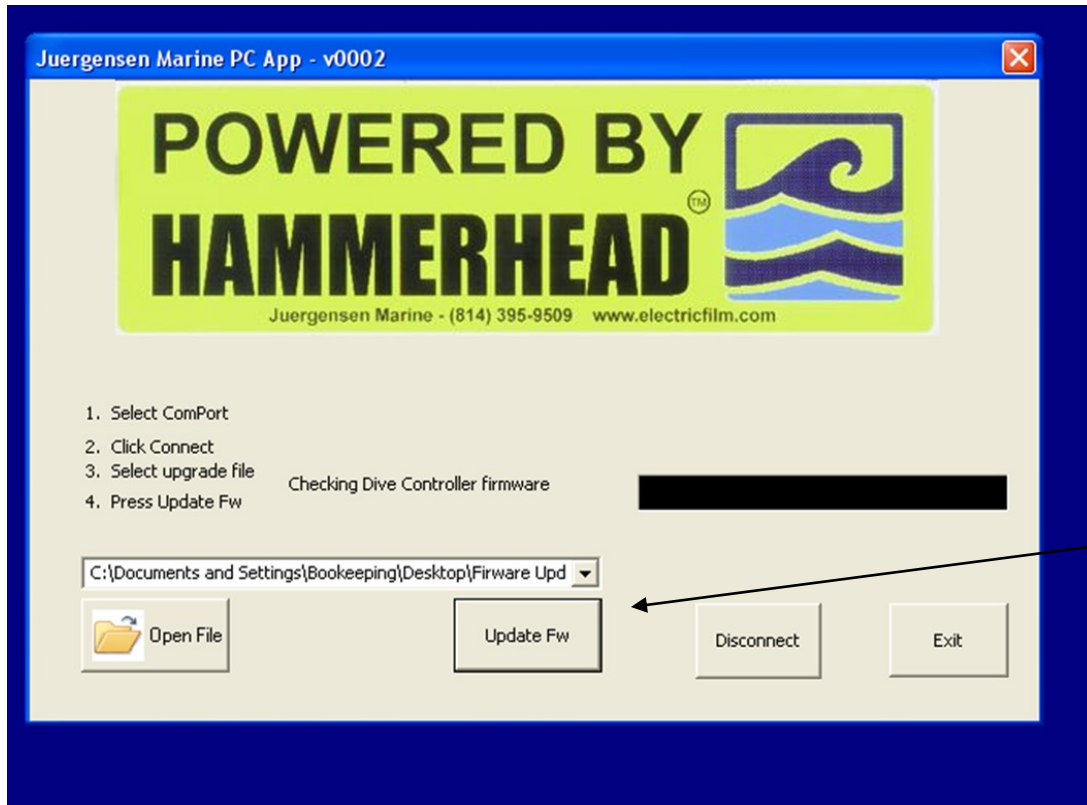 Juergensen Marine PC App - v0002
POWERED BY
HAMMERHEAD
TM
Juergensen Marine - (814) 395-9509 www.electricfilm.com
1. Select ComPort
2. Click Connect
3. Select upgrade file
4. Press Update Fw
Checking Dive Controller firmware
C:\Documents and Settings\Bookeeping\Desktop\Firware Upd
Open File
Update Fw
Disconnect
Exit